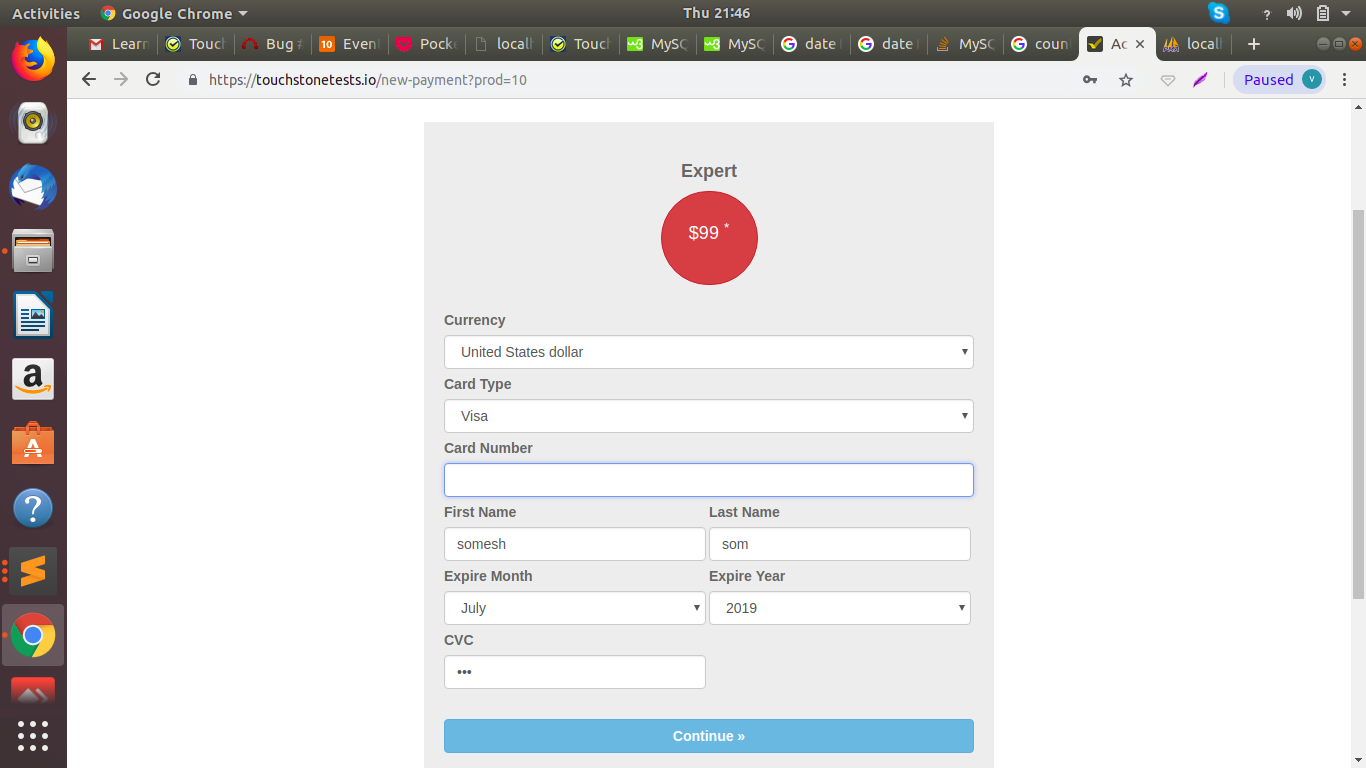 Activities Google Chrome Thu 21:46
Learn Touch Bug # 10 Even Pock local Touch MySQ MySQ date date MySQ coun Ac local
https://touchstonetests.io/new-payment?prod=10 Paused V
Expert
$99 *
Currency
United States dollar
Card Type
Visa
Card Number
First Name Last Name
somesh som
Expire Month Expire Year
July 2019
CVC
•••
Continue »